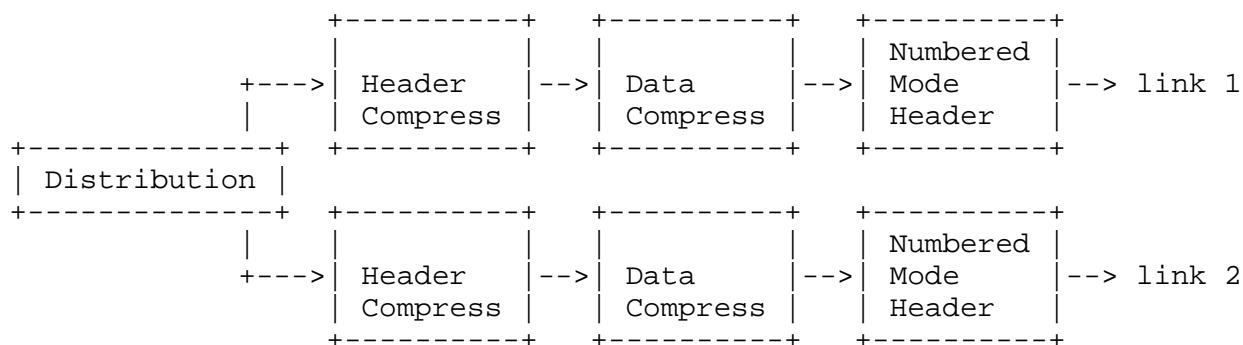 Numbered
Header Data Mode link 1
Compress Compress Header
Distribution
Numbered
Header Data Mode link 2
Compress Compress Header